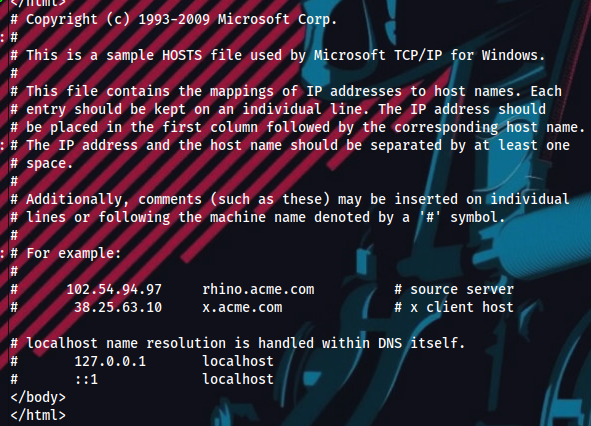 </html>
# Copyright (c) 1993-2009 Microsoft Corp.
#
# This is a sample HOSTS file used by Microsoft TCP/IP for Windows.
#
# This file contains the mappings of IP addresses to host names. Each
# entry should be kept on an individual line. The IP address should
# be placed in the first column followed by the corresponding host name.
# The IP address and the host name should be separated by at least one
# space.
#
# Additionally, comments (such as these) may be inserted on individual
# lines or following the machine name denoted by a '#' symbol.
#
# For example:
#
#      102.54.94.97     rhino.acme.com          # source server
#       38.25.63.10     x.acme.com              # x client host

# localhost name resolution is handled within DNS itself.
#       127.0.0.1       localhost
#       ::1             localhost
</body>
</html>